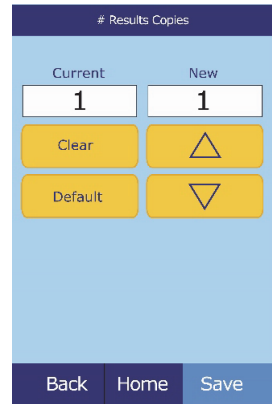 # Results Copies
Current New
1 1
Clear
Default
Back Home Save